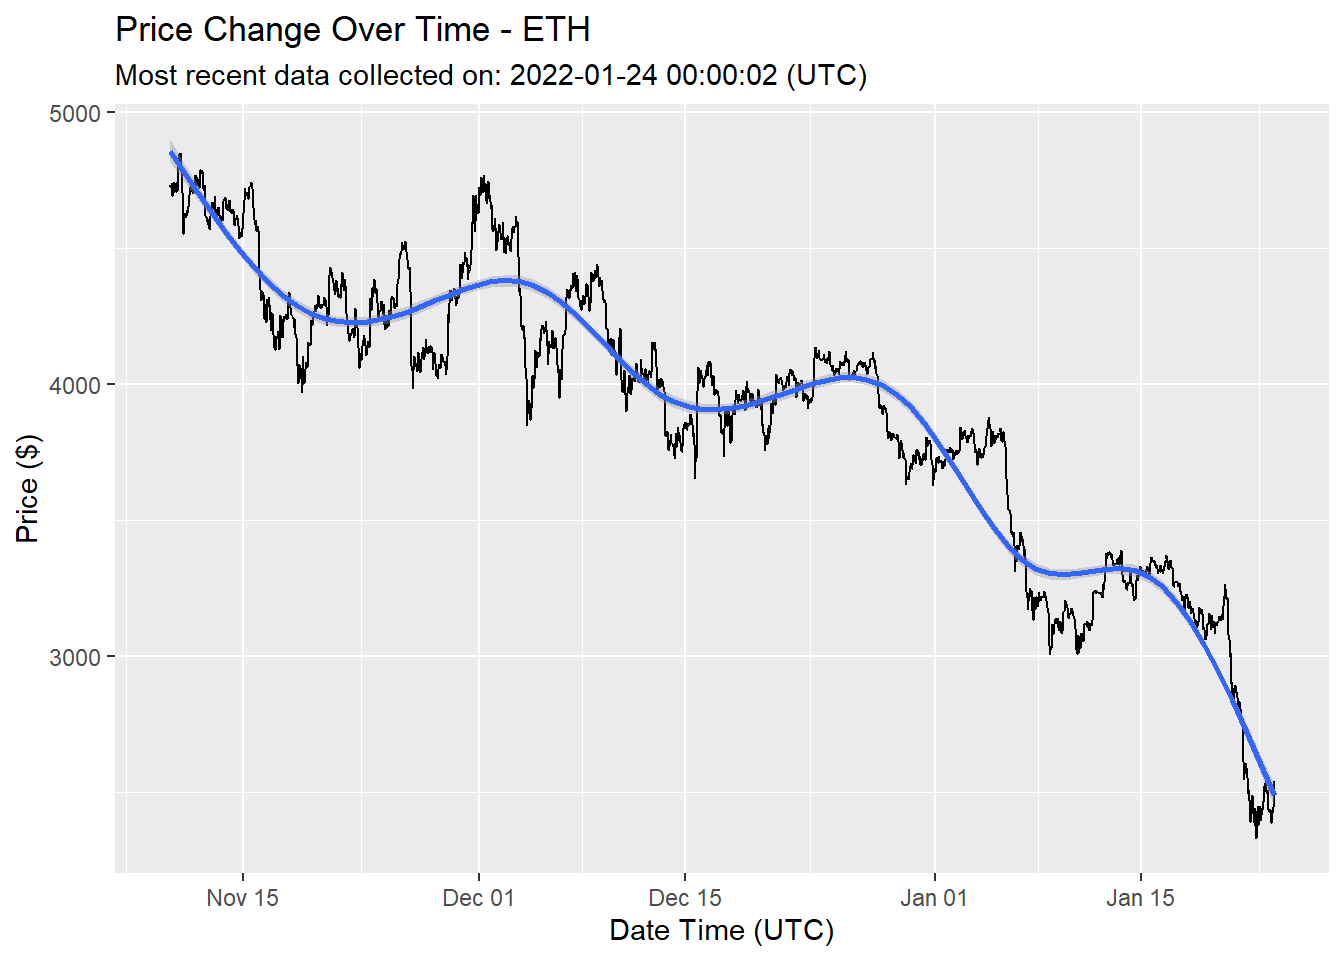 Price Change Over Time - ETH
Most recent data collected on: 2022-01-24 00:00:02 (UTC)
5000
4000
3000
Price ($)
Nov 15
Dec 01
Dec 15
Jan 01
Jan 15
Date Time (UTC)